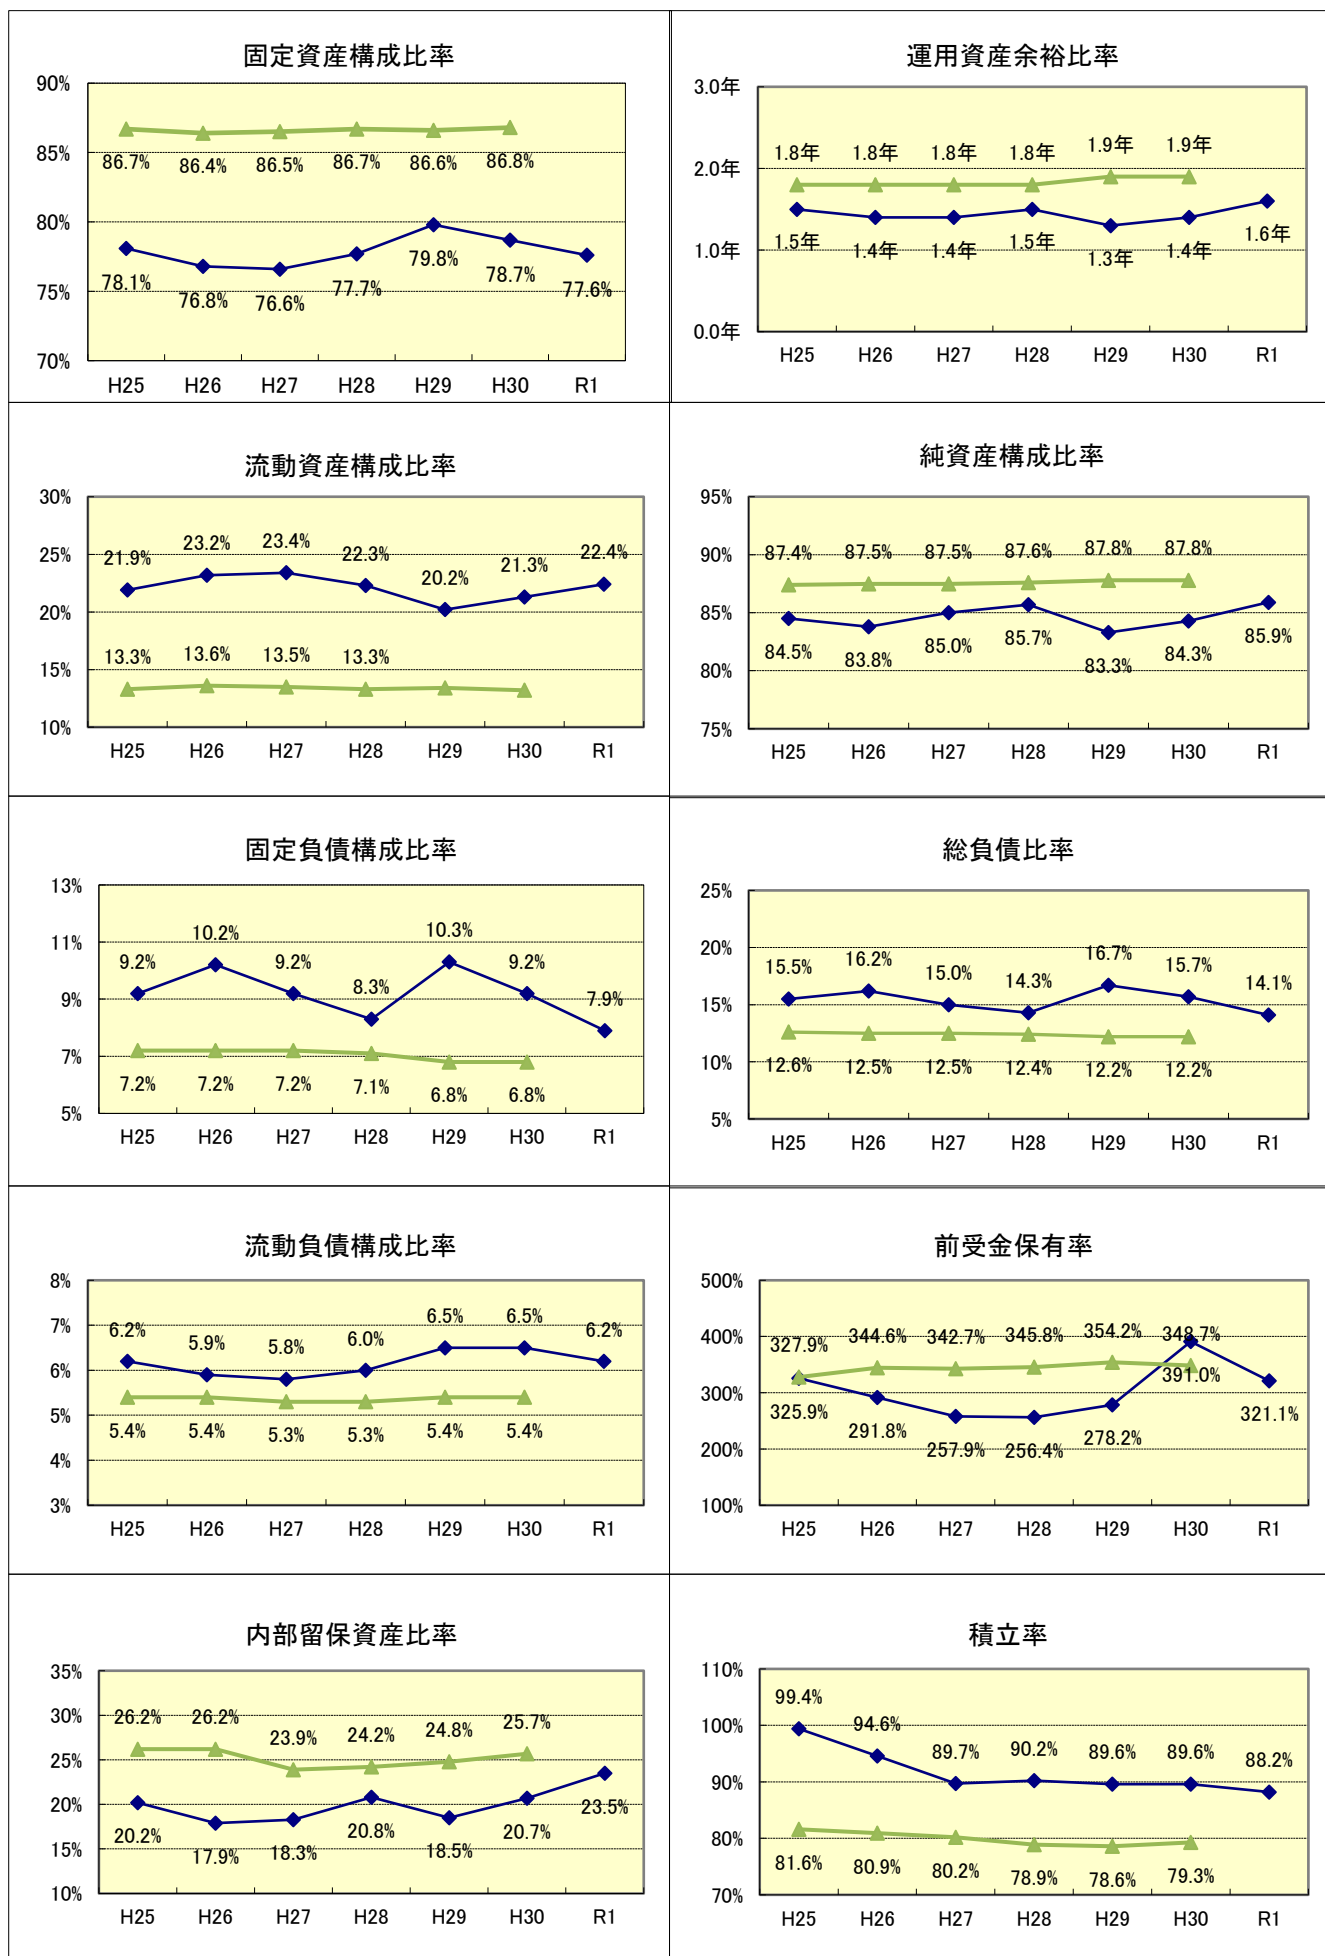 固定資産構成比率
90%
85%
80%
75%
70%
86.7% 86.4% 86.5% 86.7% 86.6% 86.8%
78.1% 76.8% 76.6% 77.7% 79.8% 78.7% 77.6%
H25 H26 H27 H28 H29 H30 R1
運用資産余裕比率
3.0年
2.0年
1.0年
0.0年
1.8年 1.8年 1.8年 1.8年 1.9年 1.9年
1.5年 1.4年 1.4年 1.5年 1.3年 1.4年 1.6年
H25 H26 H27 H28 H29 H30 R1
流動資産構成比率
30%
25%
20%
15%
10%
21.9% 23.2% 23.4% 22.3% 20.2% 21.3% 22.4%
13.3% 13.6% 13.5% 13.3%
H25 H26 H27 H28 H29 H30 R1
純資産構成比率
95%
90%
85%
80%
75%
87.4% 87.5% 87.5% 87.6% 87.8% 87.8%
84.5% 83.8% 85.0% 85.7% 83.3% 84.3% 85.9%
H25 H26 H27 H28 H29 H30 R1
固定負債構成比率
13%
11%
9%
7%
5%
9.2% 10.2% 9.2% 8.3% 10.3% 9.2% 7.9%
7.2% 7.2% 7.2% 7.1% 6.8% 6.8%
H25 H26 H27 H28 H29 H30 R1
総負債比率
25%
20%
15%
10%
5%
15.5% 16.2% 15.0% 14.3% 16.7% 15.7% 14.1%
12.6% 12.5% 12.5% 12.4% 12.2% 12.2%
H25 H26 H27 H28 H29 H30 R1
流動負債構成比率
8%
7%
6%
5%
4%
3%
6.2% 5.9% 5.8% 6.0% 6.5% 6.5% 6.2%
5.4% 5.4% 5.3% 5.3% 5.4% 5.4%
H25 H26 H27 H28 H29 H30 R1
前受金保有率
500%
400%
300%
200%
100%
327.9% 344.6% 342.7% 345.8% 354.2% 348.7%
325.9% 291.8% 257.9% 256.4% 278.2% 391.0% 321.1%
H25 H26 H27 H28 H29 H30 R1
内部留保資産比率
35%
30%
25%
20%
15%
10%
26.2% 26.2% 23.9% 24.2% 24.8% 25.7%
20.2% 17.9% 18.3% 20.8% 18.5% 20.7% 23.5%
H25 H26 H27 H28 H29 H30 R1
積立率
110%
100%
90%
80%
70%
99.4% 94.6% 89.7% 90.2% 89.6% 89.6% 88.2%
81.6% 80.9% 80.2% 78.9% 78.6% 79.3%
H25 H26 H27 H28 H29 H30 R1